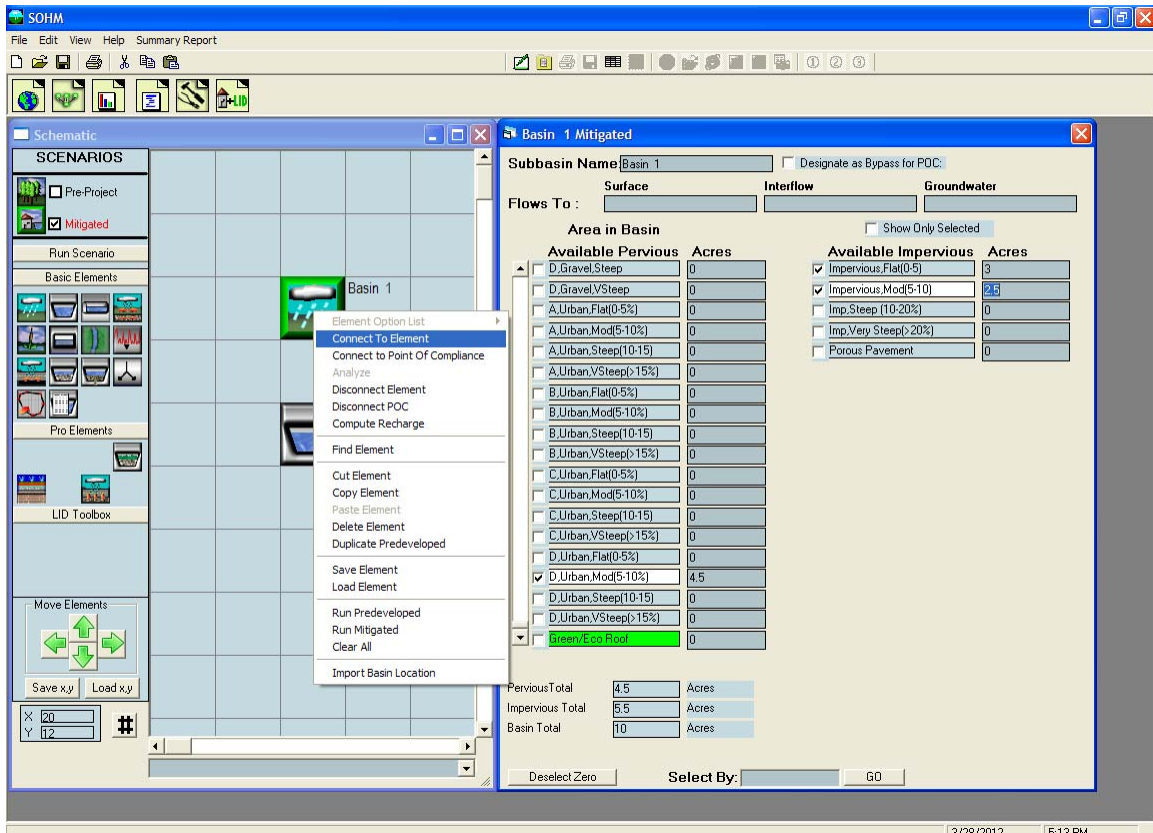 SOHM
File Edit View Help Summary Report
+LID
Schematic
SCENARIOS
Pre-Project
Mitigated
Run Scenario
Basic Elements
Pro Elements
LID Toolbox
Move Elements
Save x,y Load x,y
X 20
Y 12
#
Basin 1
Element Option List
Connect To Element
Connect to Point Of Compliance
Analyze
Disconnect Element
Disconnect POC
Compute Recharge
Find Element
Cut Element
Copy Element
Paste Element
Delete Element
Duplicate Predeveloped
Save Element
Load Element
Run Predeveloped
Run Mitigated
Clear All
Import Basin Location
Basin 1 Mitigated
Subbasin Name: Basin 1 Designate as Bypass for POC:
Surface Interflow Groundwater
Flows To :
Area in Basin Show Only Selected
Available Pervious Acres Available Impervious Acres
D,Gravel,Steep 0 Impervious,Flat(0-5) 3
D,Gravel,VSteep 0 Impervious,Mod(5-10) 2.5
A,Urban,Flat(0-5%) 0 Imp,Steep (10-20%) 0
A,Urban,Mod(5-10%) 0 Imp,Very Steep(>20%) 0
A,Urban,Steep(10-15) 0 Porous Pavement 0
A,Urban,VSteep(>15%) 0
B,Urban,Flat(0-5%) 0
B,Urban,Mod(5-10%) 0
B,Urban,Steep(10-15) 0
B,Urban,VSteep(>15%) 0
C,Urban,Flat(0-5%) 0
C,Urban,Mod(5-10%) 0
C,Urban,Steep(10-15) 0
C,Urban,VSteep(>15%) 0
D,Urban,Flat(0-5%) 0
D,Urban,Mod(5-10%) 4.5
D,Urban,Steep(10-15) 0
D,Urban,VSteep(>15%) 0
Green/Eco Roof 0
PerviousTotal 4.5 Acres
Impervious Total 5.5 Acres
Basin Total 10 Acres
Deselect Zero Select By: GO
3/28/2012 5:13 PM